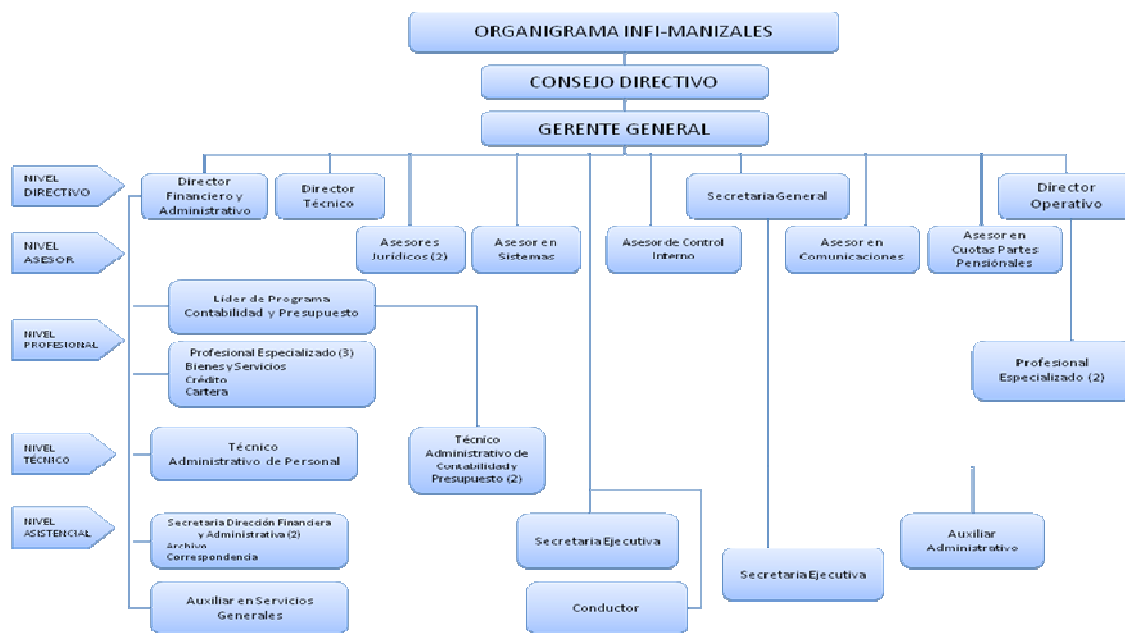 ORGANIGRAMA INFI-MANIZALES
CONSEJO DIRECTIVO
GERENTE GENERAL
NIVEL
DIRECTIVO
Director
Financiero y
Administrativo
Director
Técnico
Secretaria General
Director
Operativo
NIVEL
ASESOR
Asesores
Jurídicos (2)
Asesor en
Sistemas
Asesor de Control
Interno
Asesor en
Comunicaciones
Asesor en
Cuotas Partes
Pensiónales
Líder de Programa
Contabilidad y Presupuesto
NIVEL
PROFESIONAL
Profesional Especializado (3)
Bienes y Servicios
Crédito
Cartera
Profesional
Especializado (2)
NIVEL
TÉCNICO
Técnico
Administrativo de Personal
Técnico
Administrativo de
Contabilidad y
Presupuesto (2)
NIVEL
ASISTENCIAL
Secretaria Dirección Financiera
y Administrativa (2)
Archivo
Correspondencia
Secretaria Ejecutiva
Auxiliar
Administrativo
Secretaria Ejecutiva
Auxiliar en Servicios
Generales
Conductor